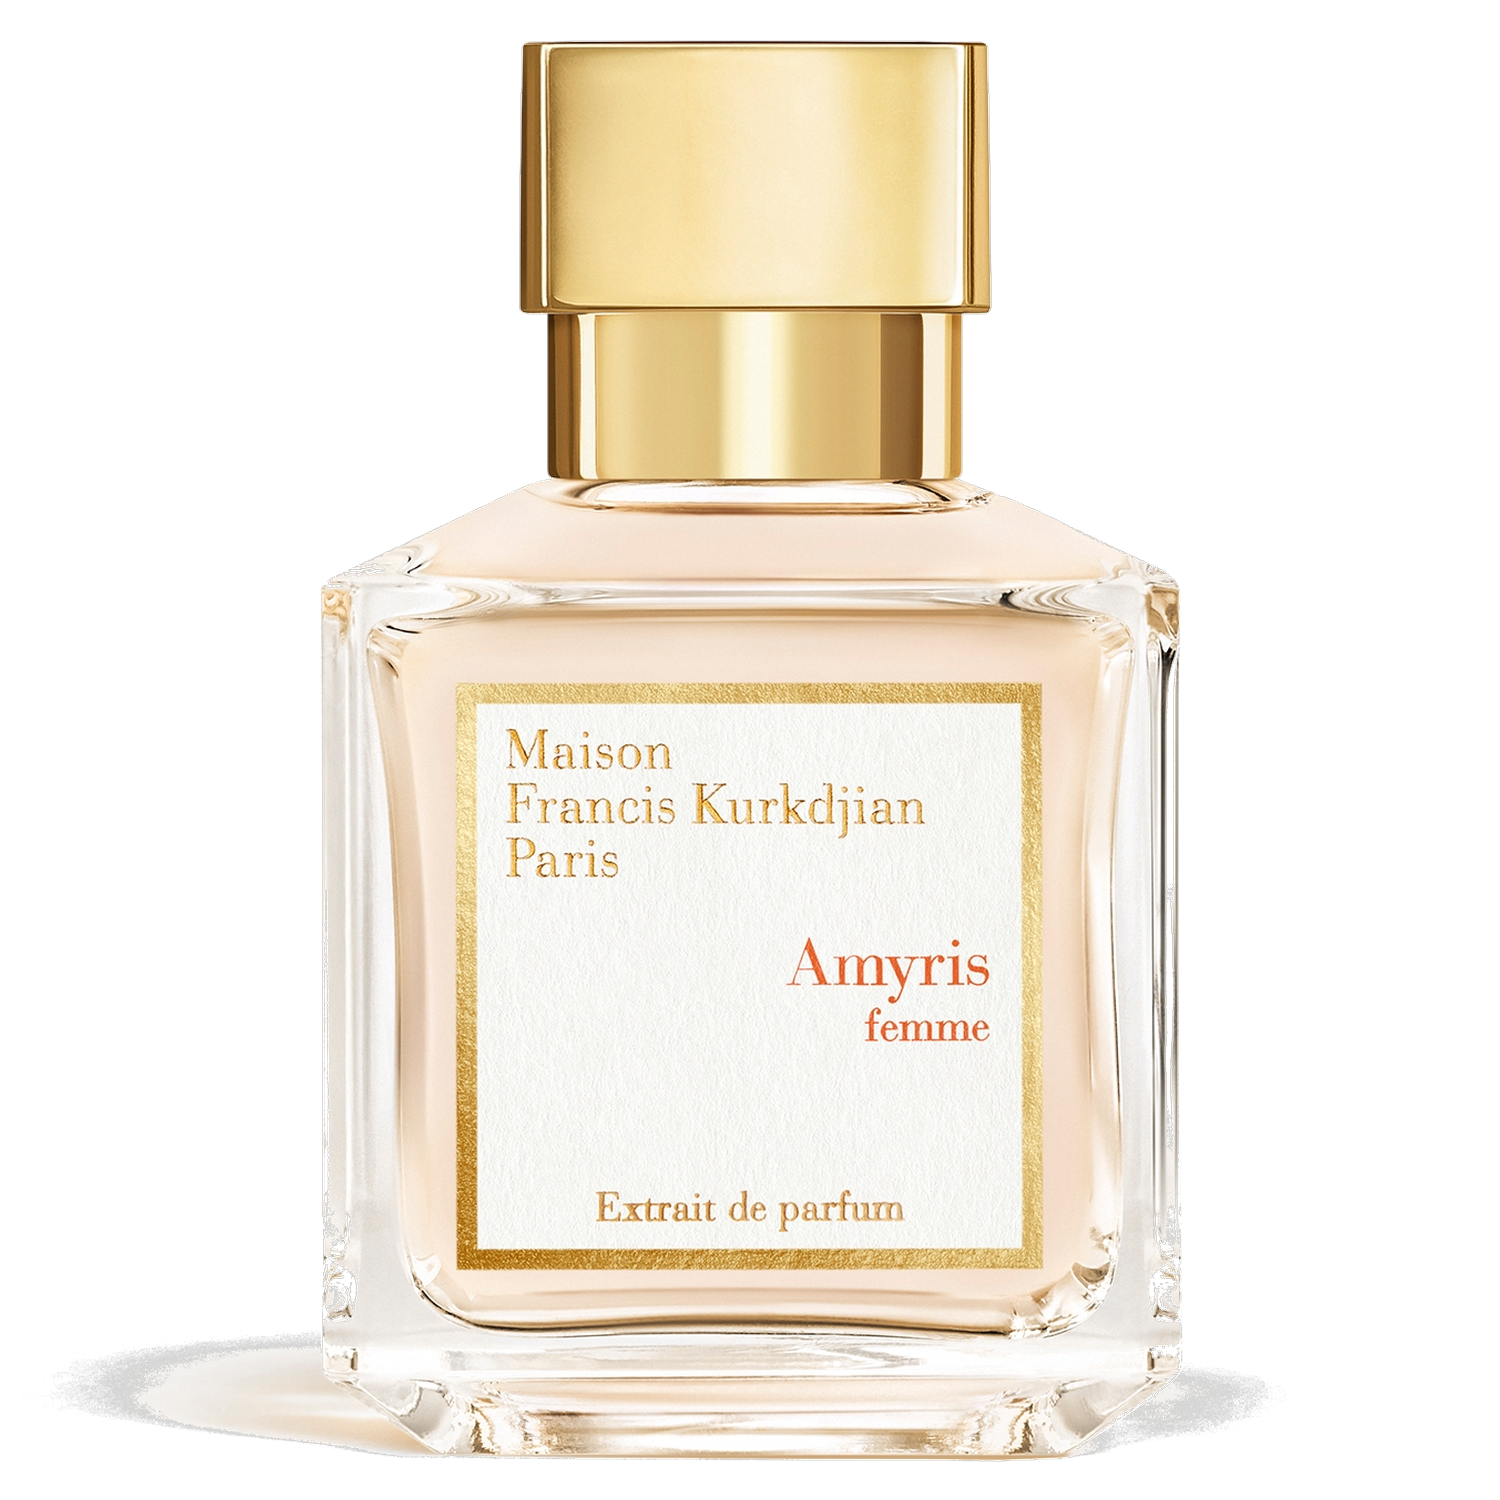 Maison
Francis Kurkdjian
Paris
Amyris
femme
Extrait de parfum